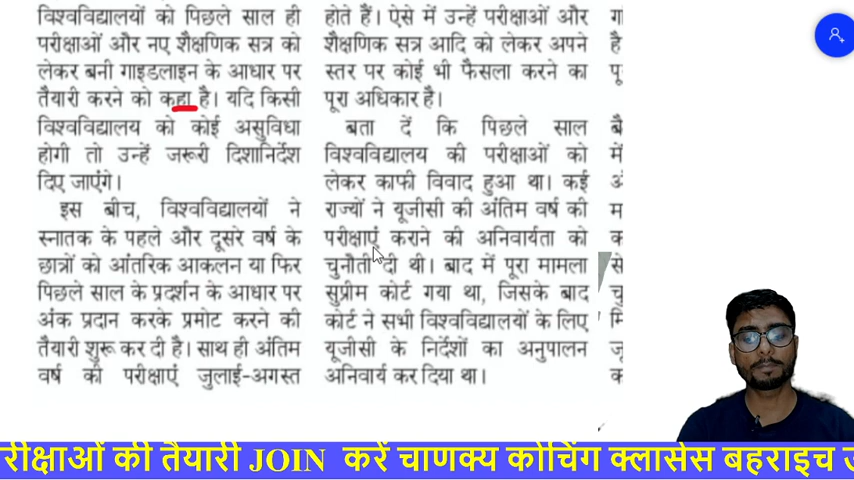 विश्वविद्यालयों को पिछले साल ही
परीक्षाओं और नए शैक्षणिक सत्र को
लेकर बनी गाइडलाइन के आधार पर
तैयारी करने को कहा है। यदि किसी
विश्वविद्यालय को कोई असुविधा
होगी तो उन्हें जरूरी दिशानिर्देश
दिए जाएंगे।
इस बीच, विश्वविद्यालयों ने
स्नातक के पहले और दूसरे वर्ष के
छात्रों को आंतरिक आकलन या फिर
पिछले साल के प्रदर्शन के आधार पर
अंक प्रदान करके प्रमोट करने की
तैयारी शुरू कर दी है। साथ ही अंतिम
वर्ष की परीक्षाएं जुलाई-अगस्त
होते हैं। ऐसे में उन्हें परीक्षाओं और
शैक्षणिक सत्र आदि को लेकर अपने
स्तर पर कोई भी फैसला करने का
पूरा अधिकार है।
बता दें कि पिछले साल
विश्वविद्यालय की परीक्षाओं को
लेकर काफी विवाद हुआ था। कई
राज्यों ने यूजीसी की अंतिम वर्ष की
परीक्षाएं कराने की अनिवार्यता को
चुनौती दी थी। बाद में पूरा मामला
सुप्रीम कोर्ट गया था, जिसके बाद
कोर्ट ने सभी विश्वविद्यालयों के लिए
यूजीसी के निर्देशों का अनुपालन
अनिवार्य कर दिया था।
रीक्षाओं की तैयारी JOIN करें चाणक्य कोचिंग क्लासेस बहराइच